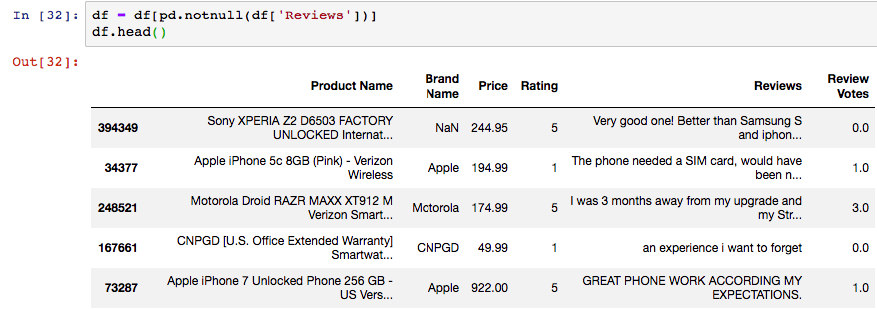 In [32]: df = df[pd.notnull(df['Reviews'])]
df.head()
Out[32]:
Product Name Brand Name Price Rating Reviews Review Votes
394349 Sony XPERIA Z2 D6503 FACTORY UNLOCKED Internat... NaN 244.95 5 Very good one! Better than Samsung S and iphon... 0.0
34377 Apple iPhone 5c 8GB (Pink) - Verizon Wireless Apple 194.99 1 The phone needed a SIM card, would have been n... 1.0
248521 Motorola Droid RAZR MAXX XT912 M Verizon Smart... Motorola 174.99 5 I was 3 months away from my upgrade and my Str... 3.0
167661 CNPGD [U.S. Office Extended Warranty] Smartwat... CNPGD 49.99 1 an experience i want to forget 0.0
73287 Apple iPhone 7 Unlocked Phone 256 GB - US Vers... Apple 922.00 5 GREAT PHONE WORK ACCORDING MY EXPECTATIONS. 1.0